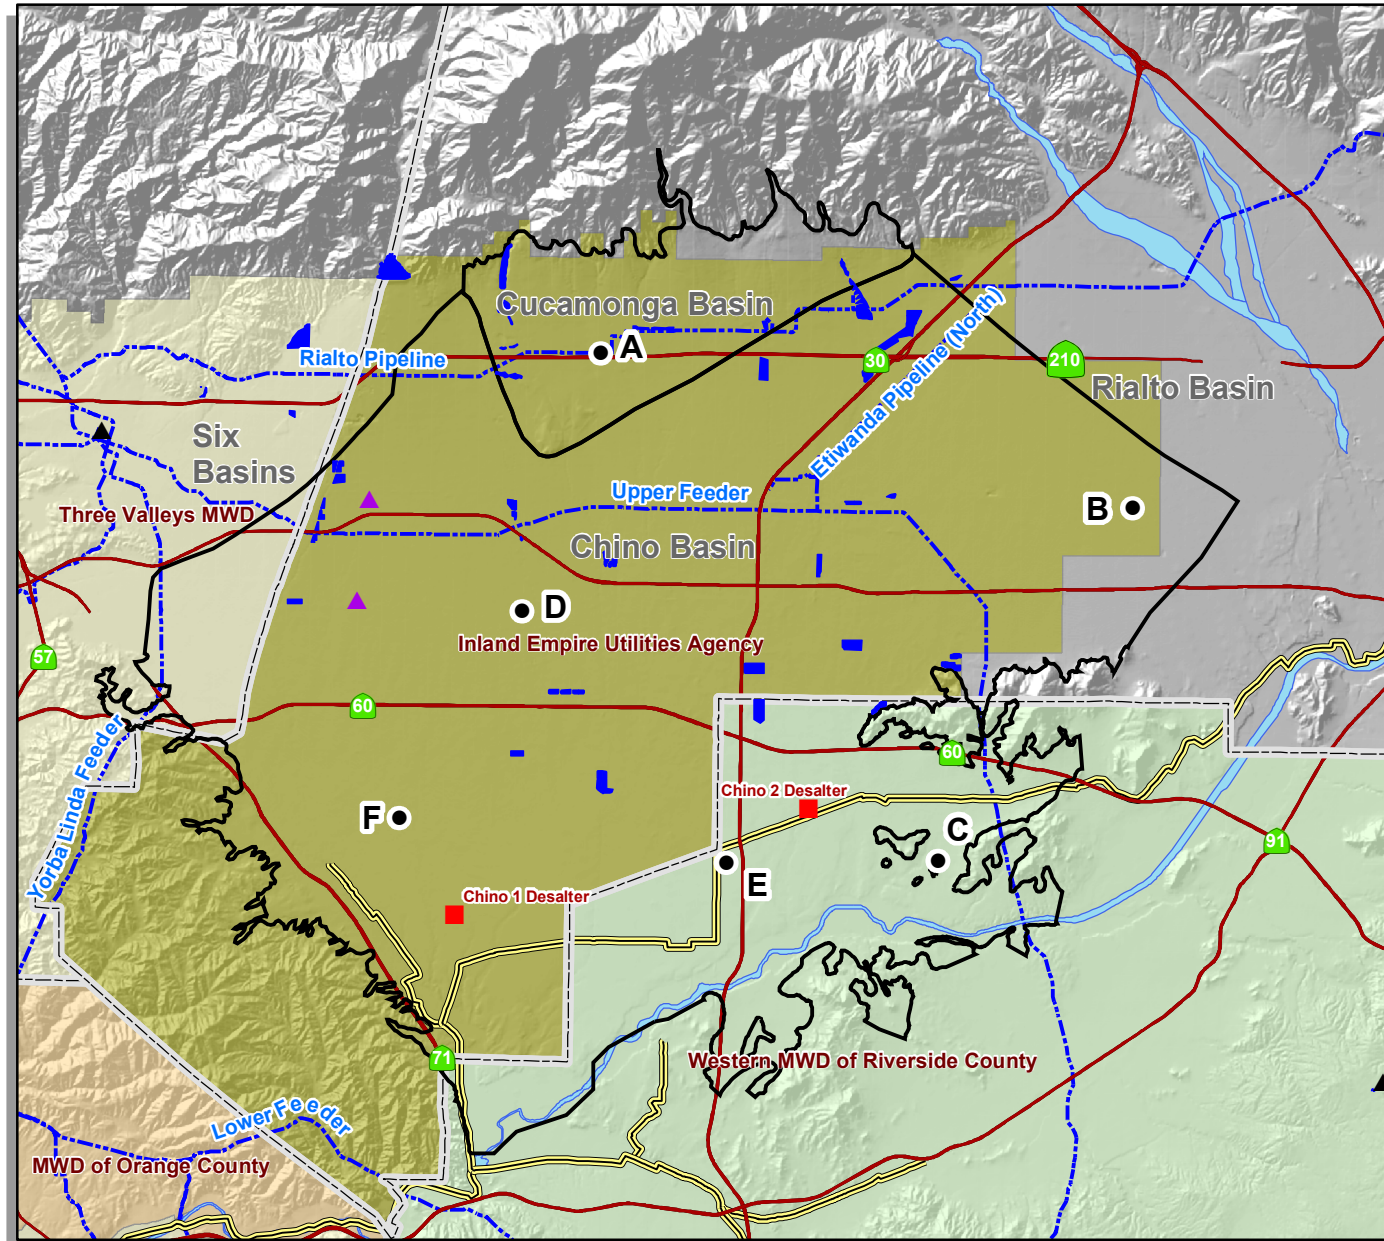 Cucamonga Basin
A
Rialto Pipeline
30
210
Etiwanda Pipeline (North)
Rialto Basin
Six
Basins
Upper Feeder
B
Three Valleys MWD
Chino Basin
D
Inland Empire Utilities Agency
57
60
Yorba Linda Feeder
60
Chino 2 Desalter
F
C
91
E
Chino 1 Desalter
71
Western MWD of Riverside County
Lower Feeder
MWD of Orange County